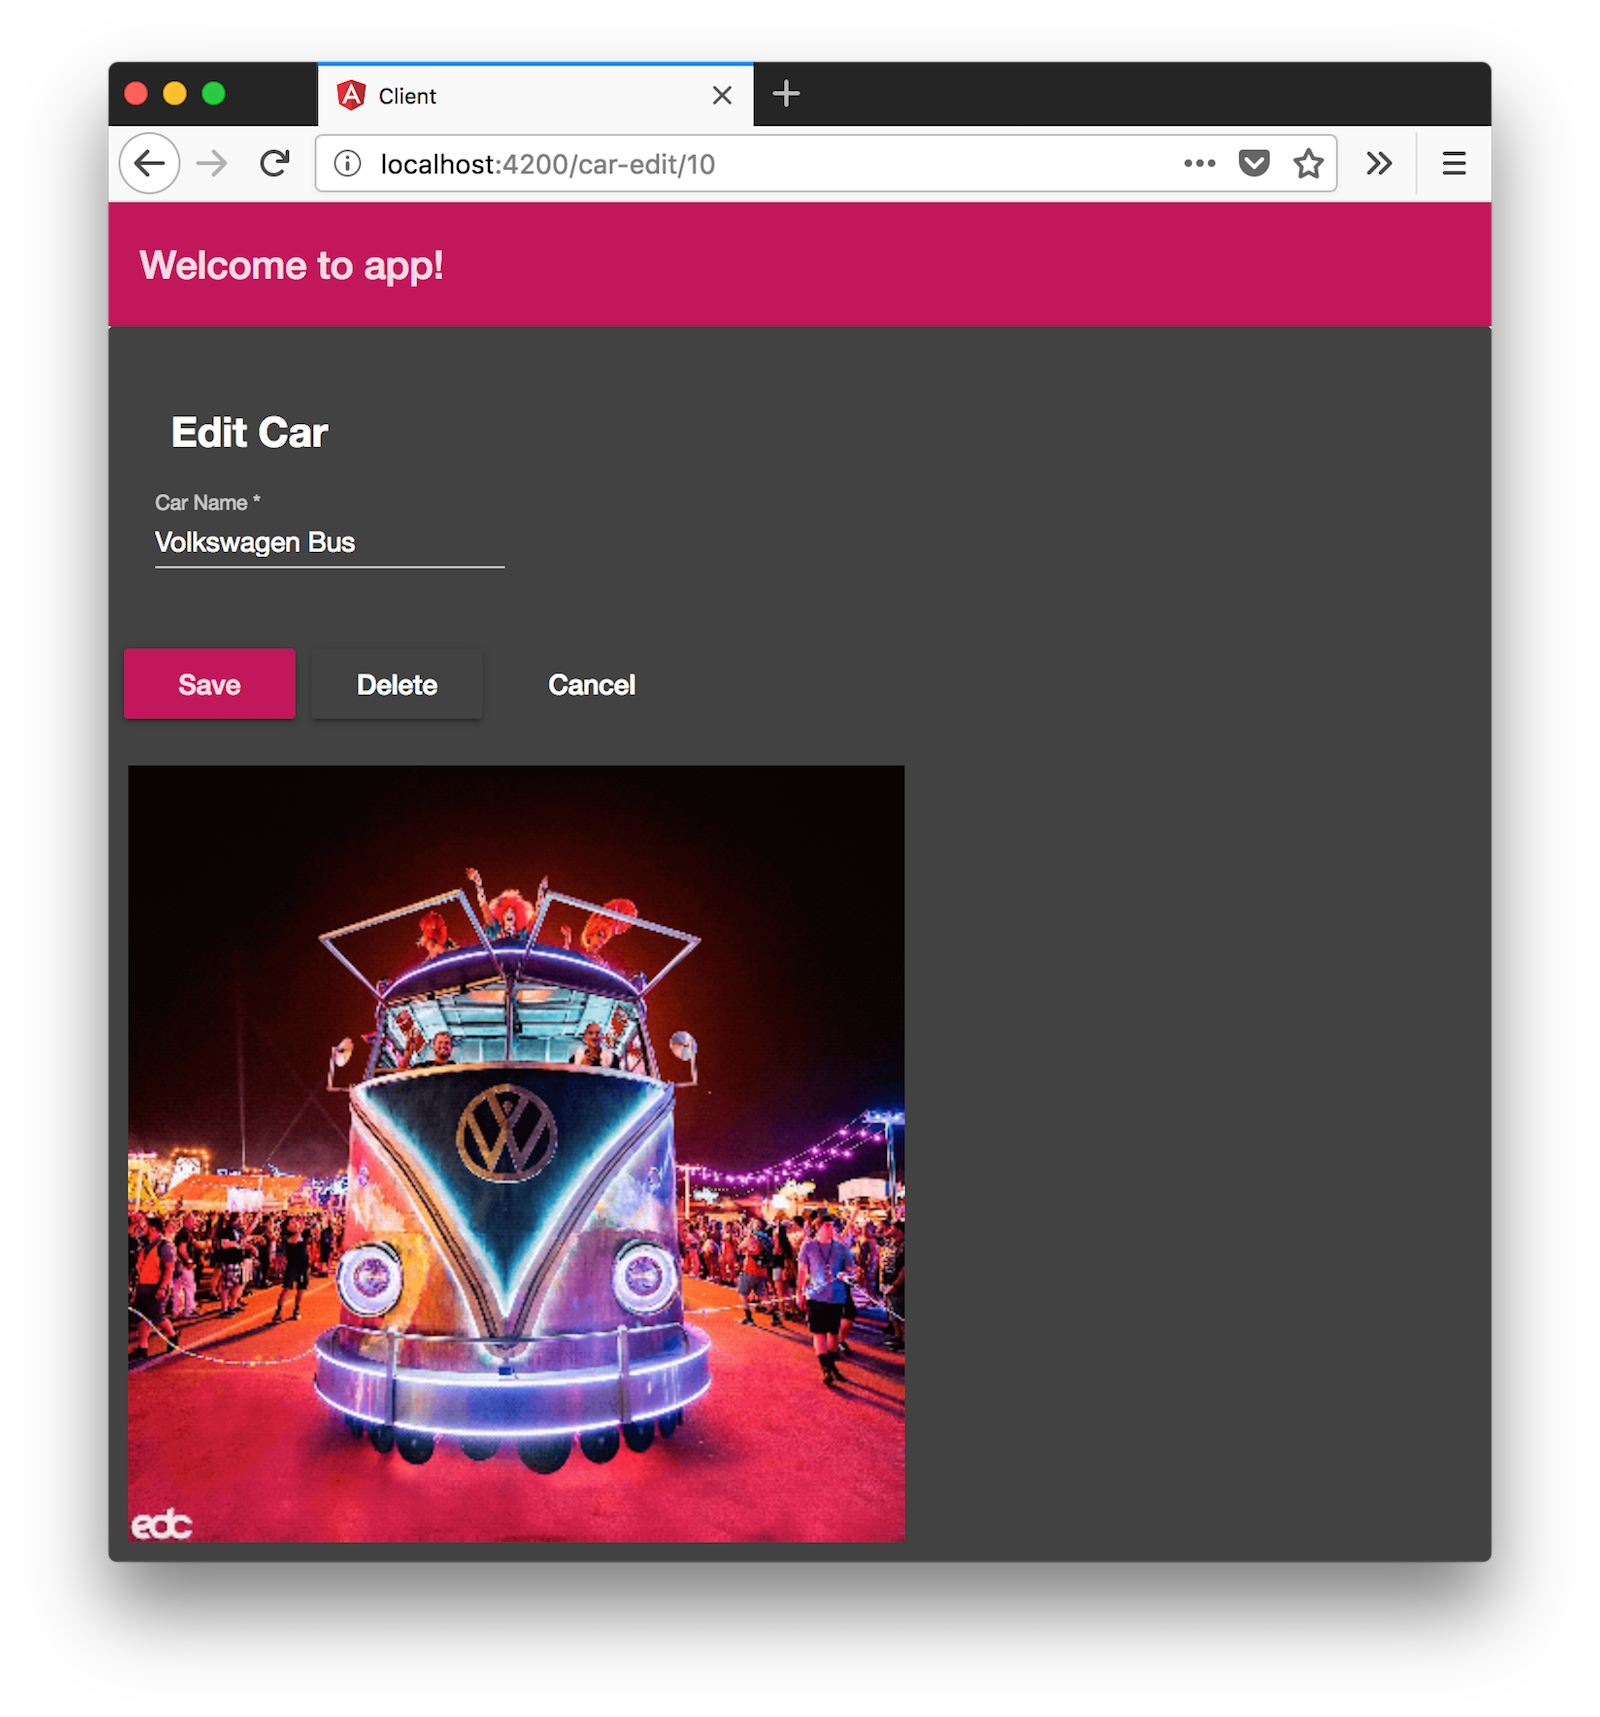 Client
localhost:4200/car-edit/10
Welcome to app!
Edit Car
Car Name *
Volkswagen Bus
Save Delete Cancel
edc